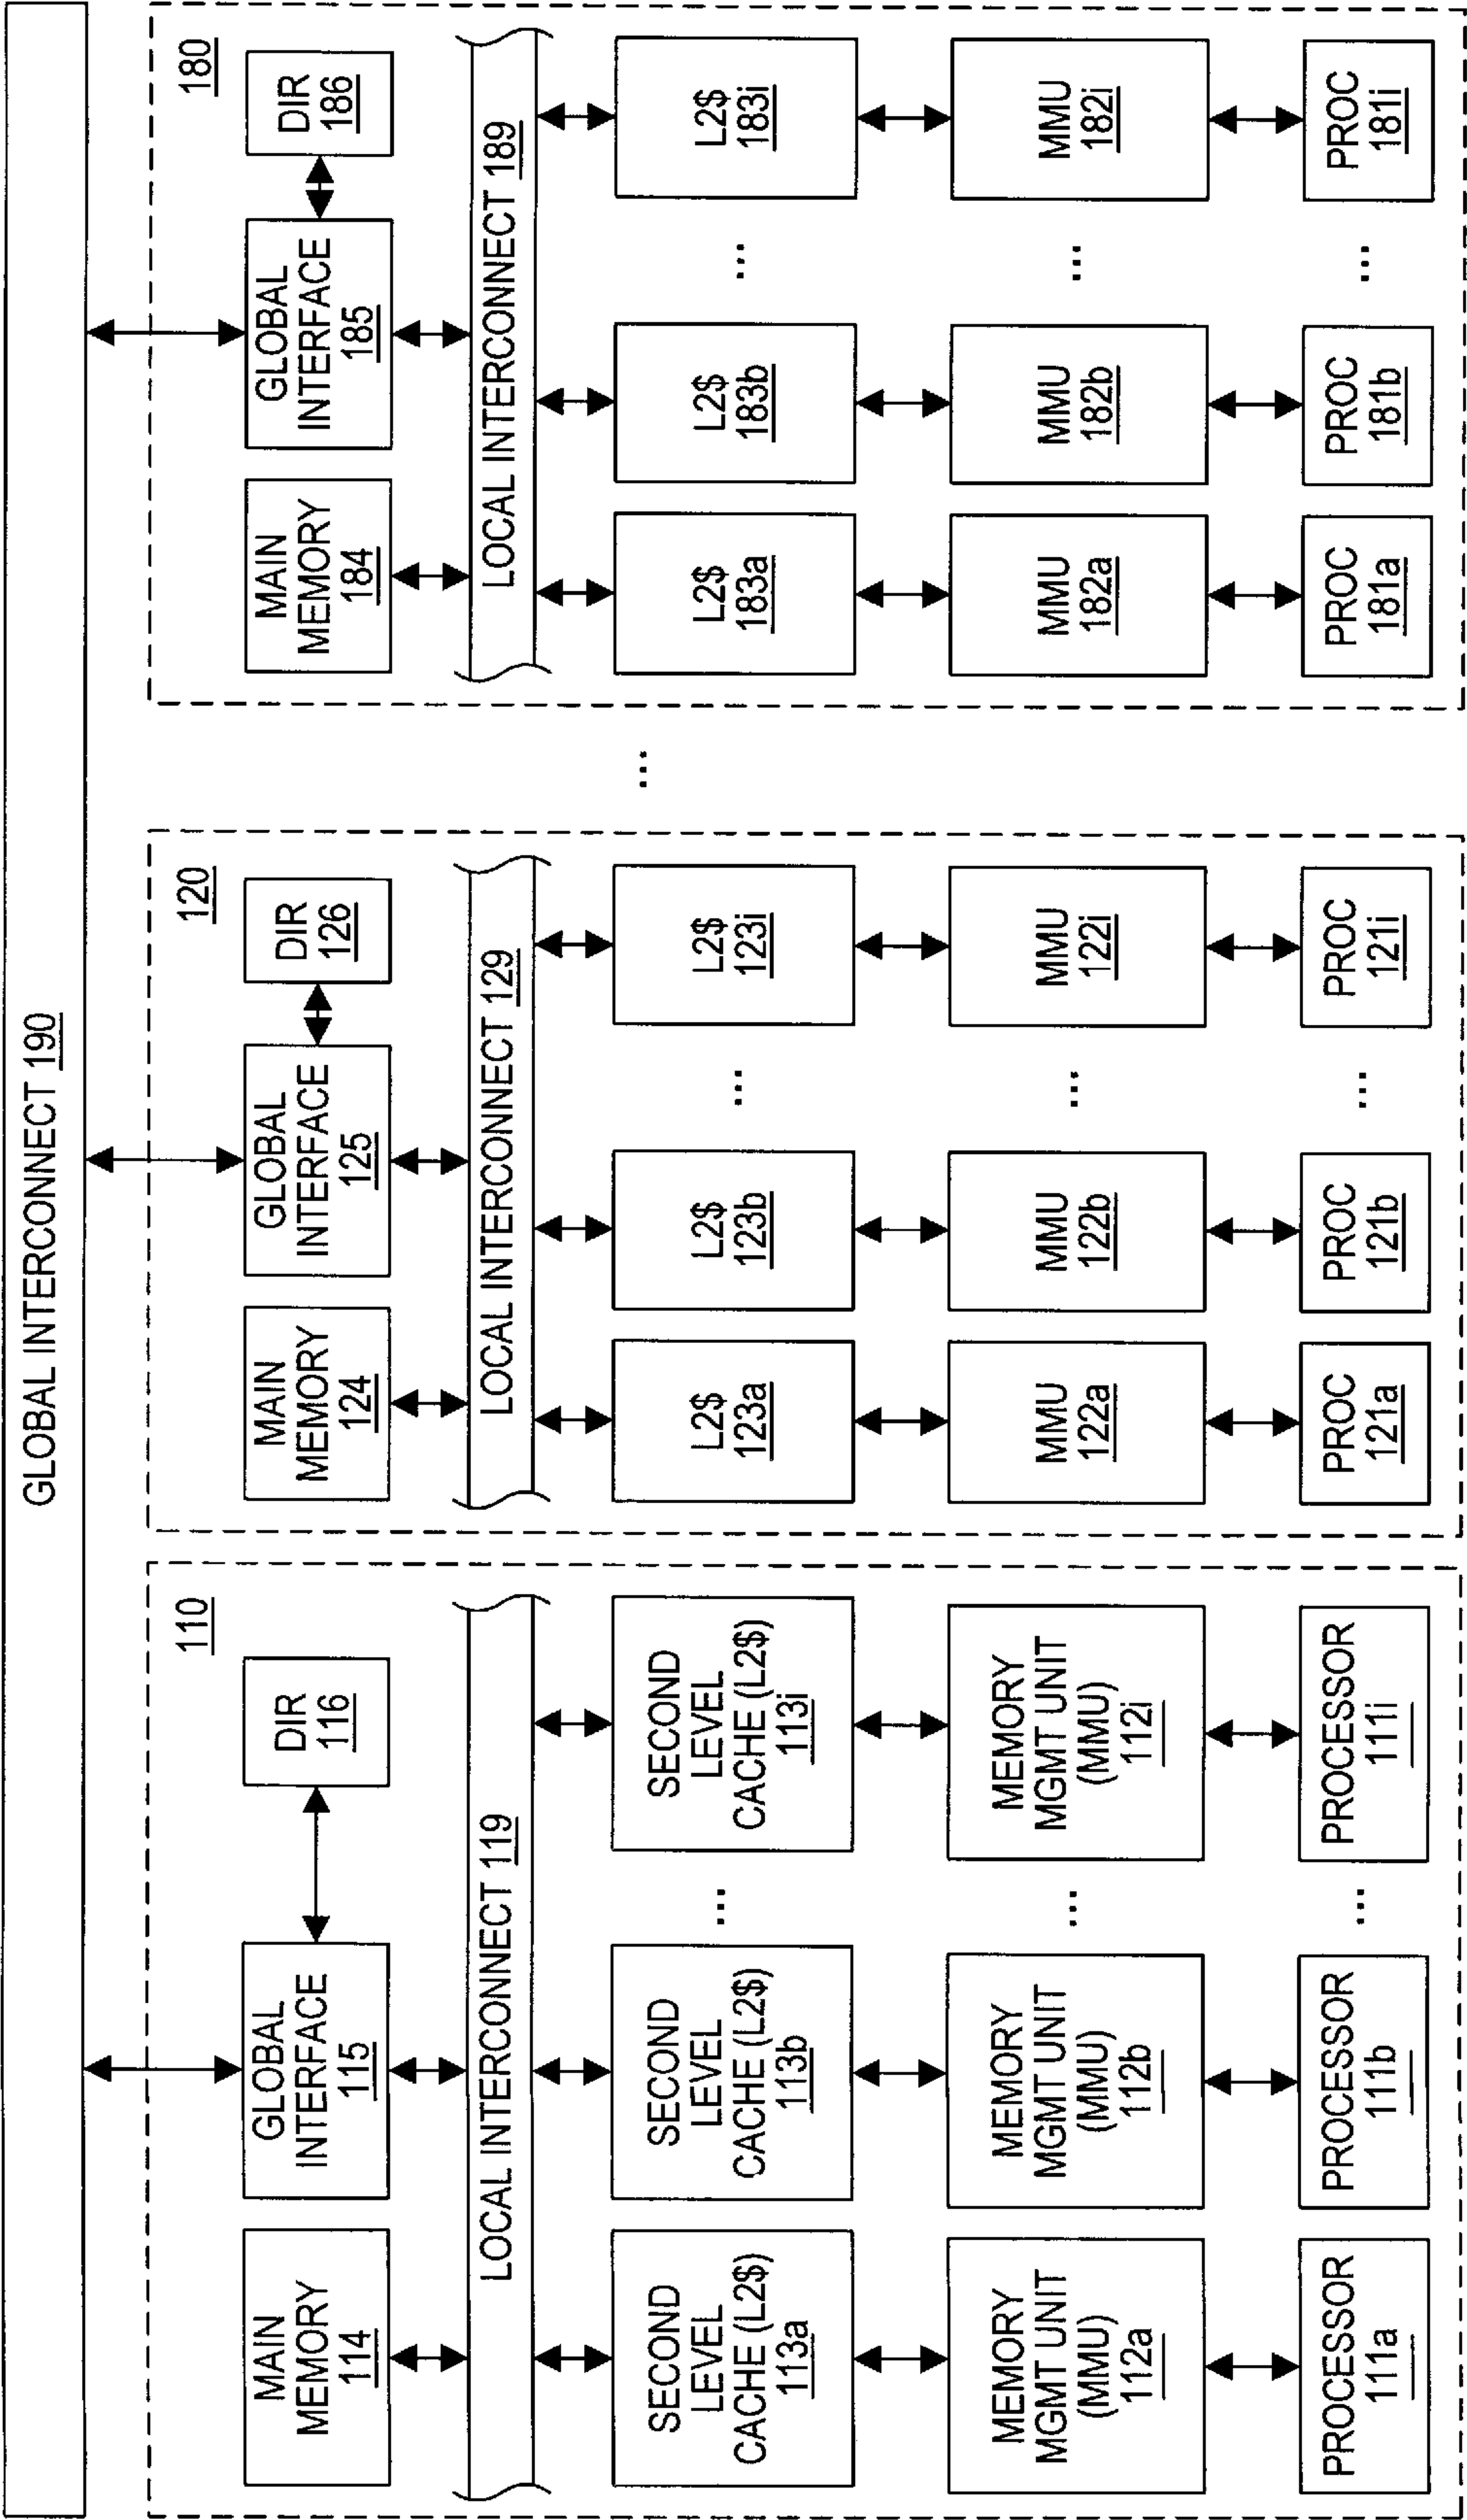 GLOBAL INTERCONNECT 190
110
MAIN
MEMORY
114
GLOBAL
INTERFACE
115
DIR
116
LOCAL INTERCONNECT 119
SECOND
LEVEL
CACHE (L2$)
113a
SECOND
LEVEL
CACHE (L2$)
113b
...
SECOND
LEVEL
CACHE (L2$)
113i
MEMORY
MGMT UNIT
(MMU)
112a
MEMORY
MGMT UNIT
(MMU)
112b
...
MEMORY
MGMT UNIT
(MMU)
112i
PROCESSOR
111a
PROCESSOR
111b
...
PROCESSOR
111i
120
MAIN
MEMORY
124
GLOBAL
INTERFACE
125
DIR
126
LOCAL INTERCONNECT 129
L2$
123a
L2$
123b
...
L2$
123i
MMU
122a
MMU
122b
...
MMU
122i
PROC
121a
PROC
121b
...
PROC
121i
...
180
MAIN
MEMORY
184
GLOBAL
INTERFACE
185
DIR
186
LOCAL INTERCONNECT 189
L2$
183a
L2$
183b
...
L2$
183i
MMU
182a
MMU
182b
...
MMU
182i
PROC
181a
PROC
181b
...
PROC
181i